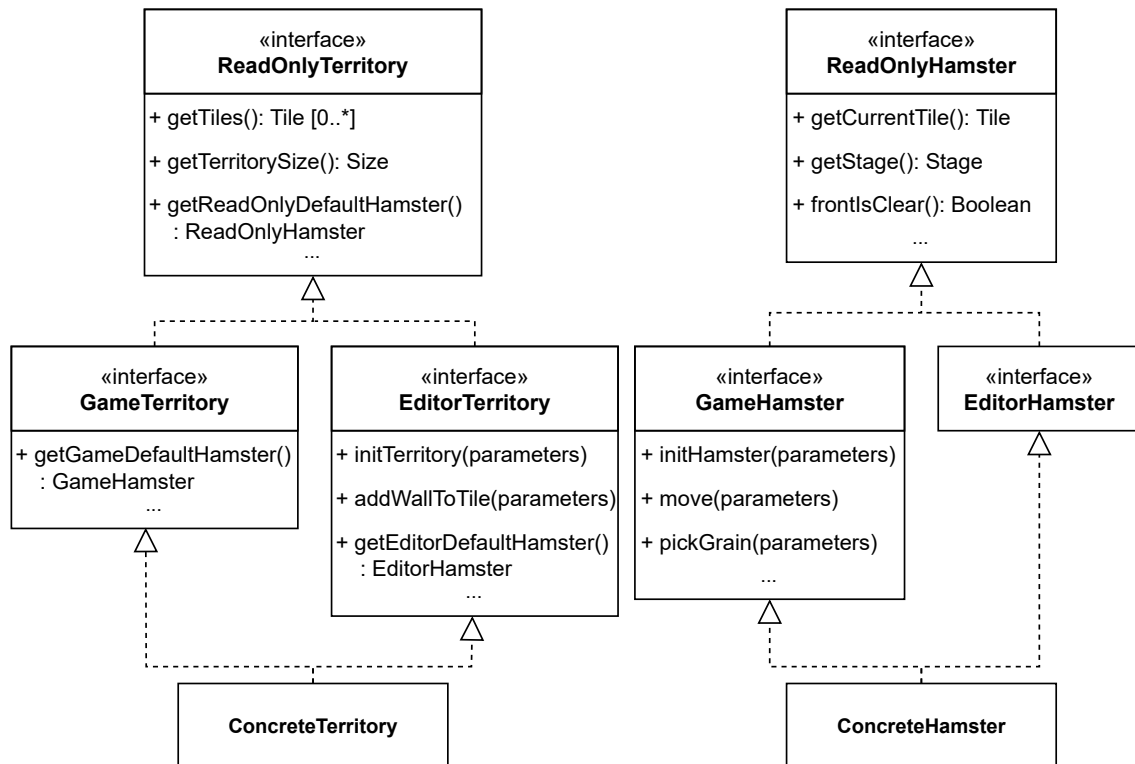 «interface»
ReadOnlyTerritory
+ getTiles(): Tile [0..*]
+ getTerritorySize(): Size
+ getReadOnlyDefaultHamster()
: ReadOnlyHamster
...
«interface»
ReadOnlyHamster
+ getCurrentTile(): Tile
+ getStage(): Stage
+ frontIsClear(): Boolean
...
«interface»
GameTerritory
+ getGameDefaultHamster()
: GameHamster
...
«interface»
EditorTerritory
+ initTerritory(parameters)
+ addWallToTile(parameters)
+ getEditorDefaultHamster()
: EditorHamster
...
«interface»
GameHamster
+ initHamster(parameters)
+ move(parameters)
+ pickGrain(parameters)
...
«interface»
EditorHamster
ConcreteTerritory
ConcreteHamster